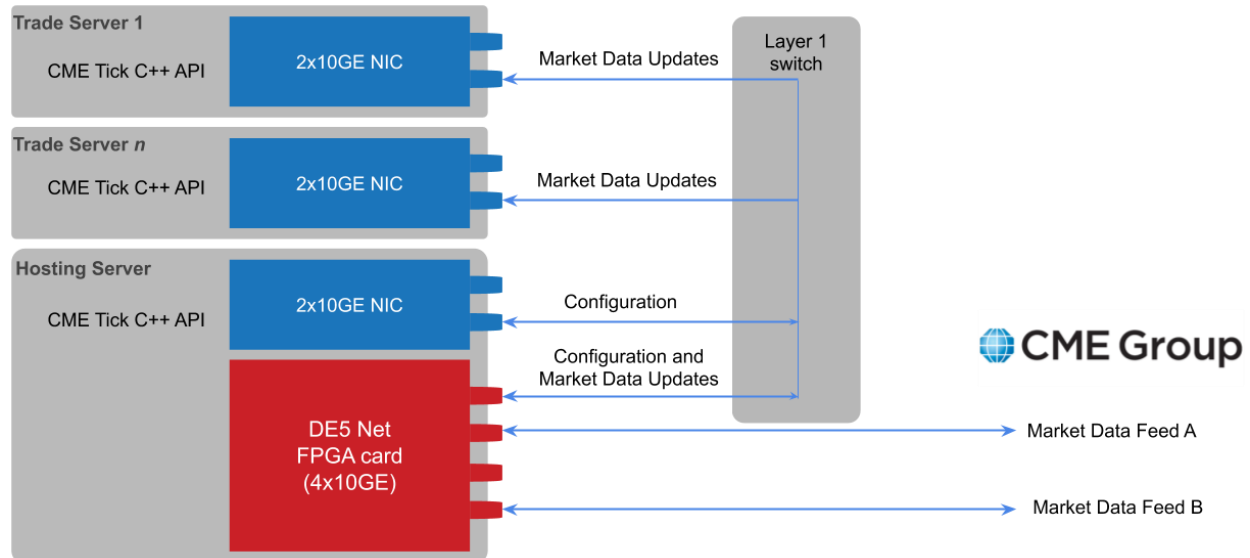 Trade Server 1
CME Tick C++ API
2x10GE NIC
Market Data Updates
Layer 1
switch
Trade Server n
CME Tick C++ API
2x10GE NIC
Market Data Updates
Hosting Server
CME Tick C++ API
2x10GE NIC
Configuration
Configuration and
Market Data Updates
CME Group
DE5 Net
FPGA card
(4x10GE)
Market Data Feed A
Market Data Feed B